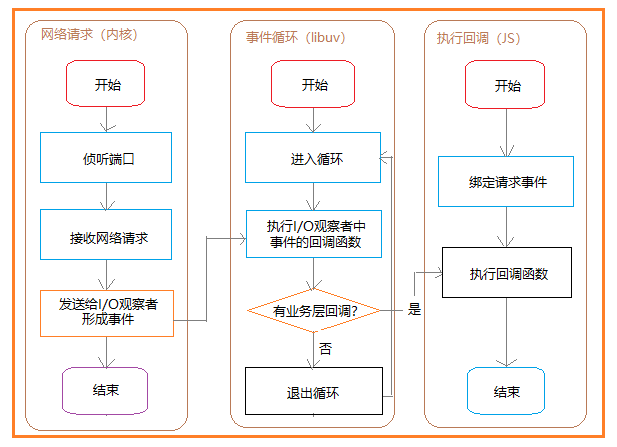 网络请求（内核）
开始
侦听端口
接收网络请求
发送给I/O观察者
形成事件
结束
事件循环（libuv）
开始
进入循环
执行I/O观察者中
事件的回调函数
有业务层回调?
是
否
退出循环
执行回调（JS）
开始
绑定请求事件
执行回调函数
结束